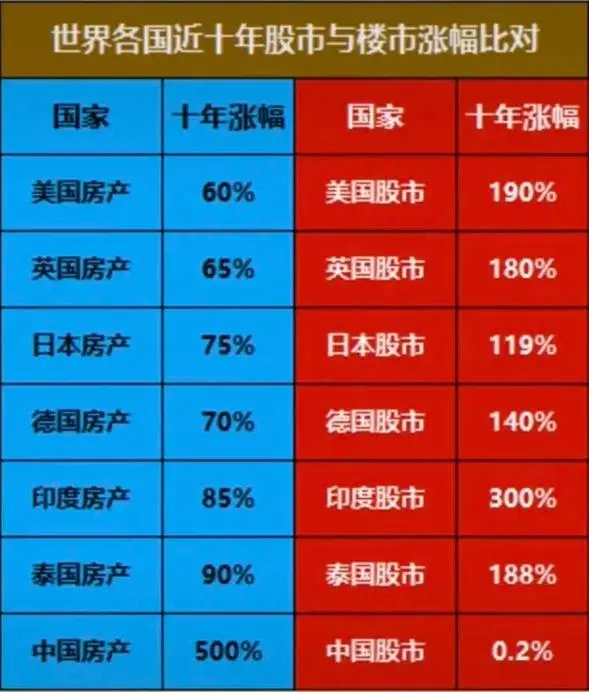 世界各国近十年股市与楼市涨幅比对
国家 十年涨幅 国家 十年涨幅
美国房产 60% 美国股市 190%
英国房产 65% 英国股市 180%
日本房产 75% 日本股市 119%
德国房产 70% 德国股市 140%
印度房产 85% 印度股市 300%
泰国房产 90% 泰国股市 188%
中国房产 500% 中国股市 0.2%